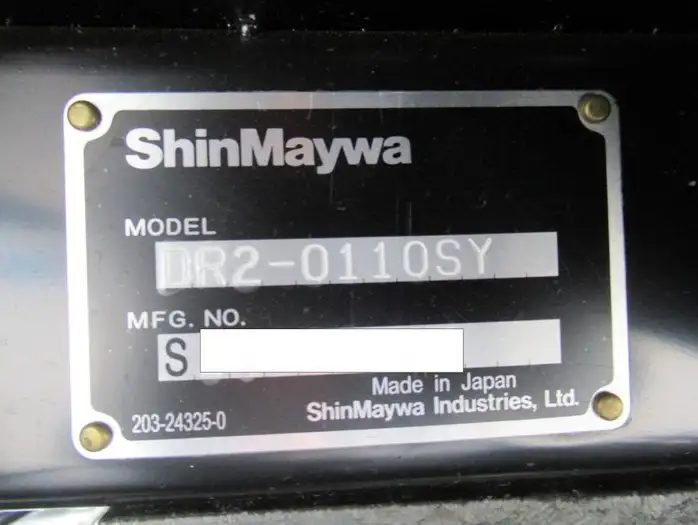 ShinMaywa
MODEL
DR2-0110SY
MFG. NO.
S
Made in Japan
203-24325-0
ShinMaywa Industries, Ltd.